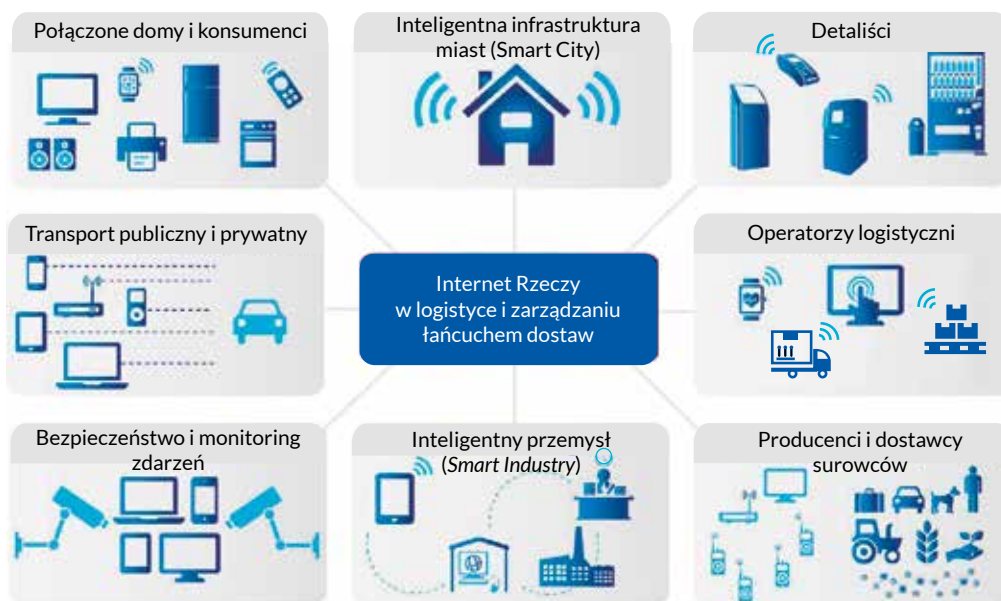 Połączone domy i konsumenci
Inteligentna infrastruktura
miast (Smart City)
Detaliści
Transport publiczny i prywatny
Internet Rzeczy
w logistyce i zarządzaniu
łańcuchem dostaw
Operatorzy logistyczni
Bezpieczeństwo i monitoring
zdarzeń
Inteligentny przemysł
(Smart Industry)
Producenci i dostawcy
surowców